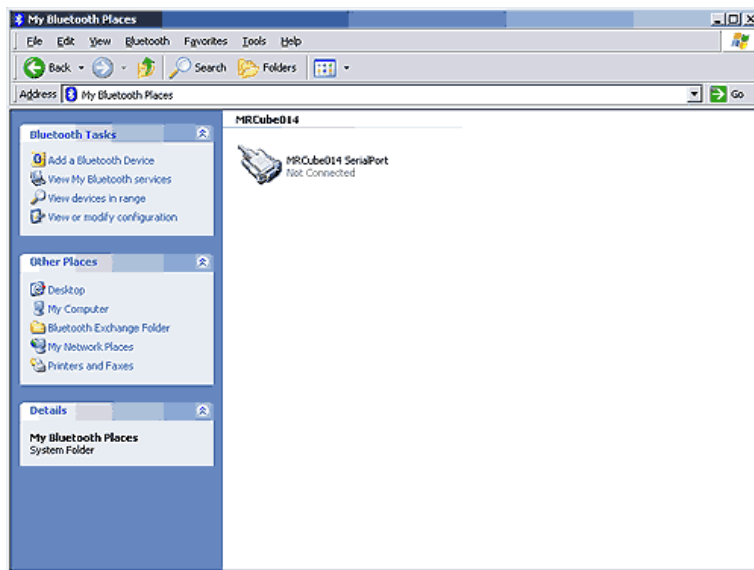 My Bluetooth Places
File Edit View Bluetooth Favorites Tools Help
Back Search Folders
Address My Bluetooth Places Go
Bluetooth Tasks
Add a Bluetooth Device
View My Bluetooth services
View devices in range
View or modify configuration
Other Places
Desktop
My Computer
Bluetooth Exchange Folder
My Network Places
Printers and Faxes
Details
My Bluetooth Places
System Folder
MRCube014
MRCube014 SerialPort
Not Connected